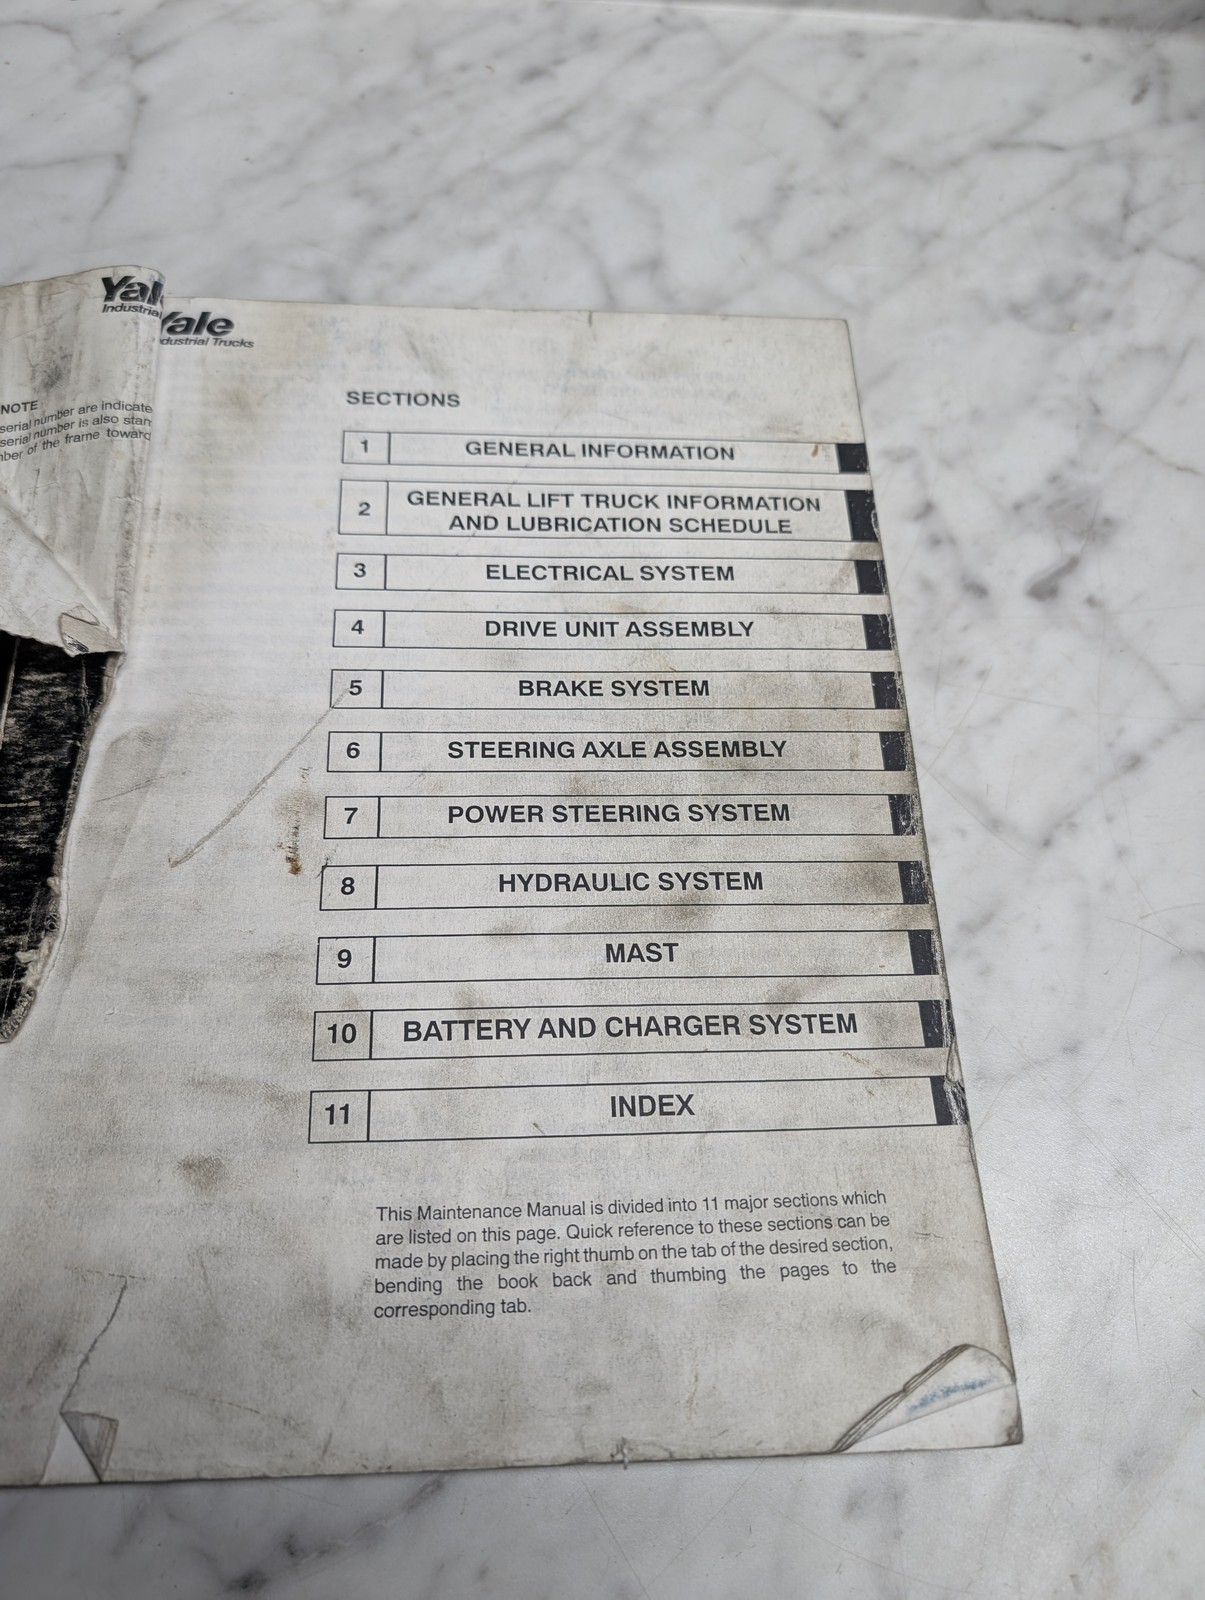 Yal
Industria
NOTE
serial number are indicate
serial number is also stam
ber of the frame toward
Yale
dustrial Trucks
SECTIONS
1 GENERAL INFORMATION
2 GENERAL LIFT TRUCK INFORMATION
AND LUBRICATION SCHEDULE
3 ELECTRICAL SYSTEM
4 DRIVE UNIT ASSEMBLY
5 BRAKE SYSTEM
6 STEERING AXLE ASSEMBLY
7 POWER STEERING SYSTEM
8 HYDRAULIC SYSTEM
9 MAST
10 BATTERY AND CHARGER SYSTEM
11 INDEX
This Maintenance Manual is divided into 11 major sections which
are listed on this page. Quick reference to these sections can be
made by placing the right thumb on the tab of the desired section,
bending the book back and thumbing the pages to the
corresponding tab.